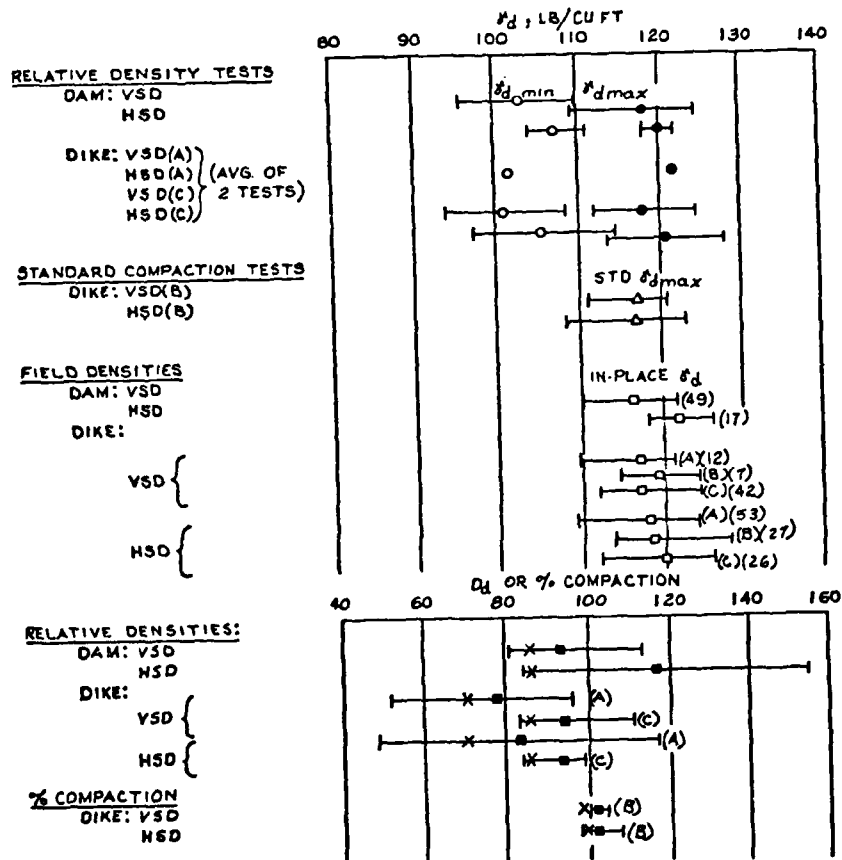 γd, LB/CU FT
80 90 100 110 120 130 140
RELATIVE DENSITY TESTS
DAM: VSD
HSD
γd min γdmax
DIKE: VSD(A)
HSD(A)
VSD(C)
HSD(C)
(AVG. OF
2 TESTS)
STANDARD COMPACTION TESTS
DIKE: VSD(B)
HSD(B)
STD γdmax
FIELD DENSITIES
DAM: VSD
HSD
DIKE:
IN-PLACE γd
(49)
(17)
VSD
(A)(12)
(B)(7)
(C)(42)
HSD
(A)(53)
(B)(27)
(C)(26)
Dd OR % COMPACTION
40 60 80 100 120 140 160
RELATIVE DENSITIES:
DAM: VSD
HSD
DIKE:
VSD
(A)
(C)
HSD
(A)
(C)
% COMPACTION
DIKE: VSD
HSD
(B)
(B)